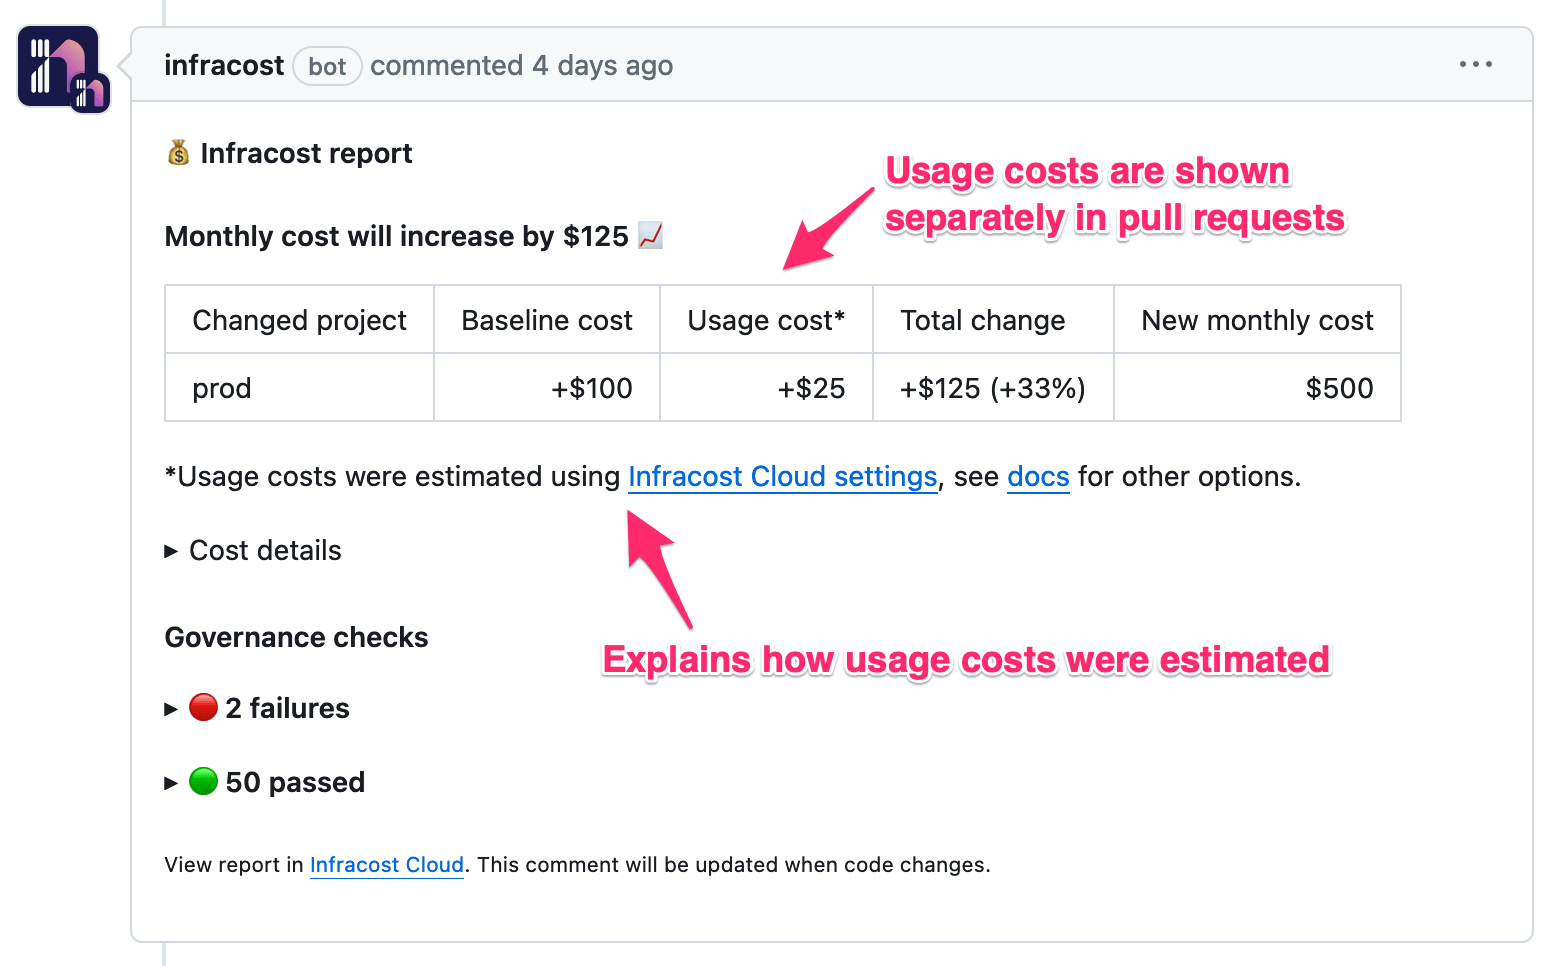 infracost bot commented 4 days ago
💰 Infracost report
Usage costs are shown
separately in pull requests
Monthly cost will increase by $125 📈
Changed project Baseline cost Usage cost* Total change New monthly cost
prod +$100 +$25 +$125 (+33%) $500
*Usage costs were estimated using Infracost Cloud settings, see docs for other options.
▶ Cost details
Explains how usage costs were estimated
Governance checks
▶ 🔴 2 failures
▶ 🟢 50 passed
View report in Infracost Cloud. This comment will be updated when code changes.